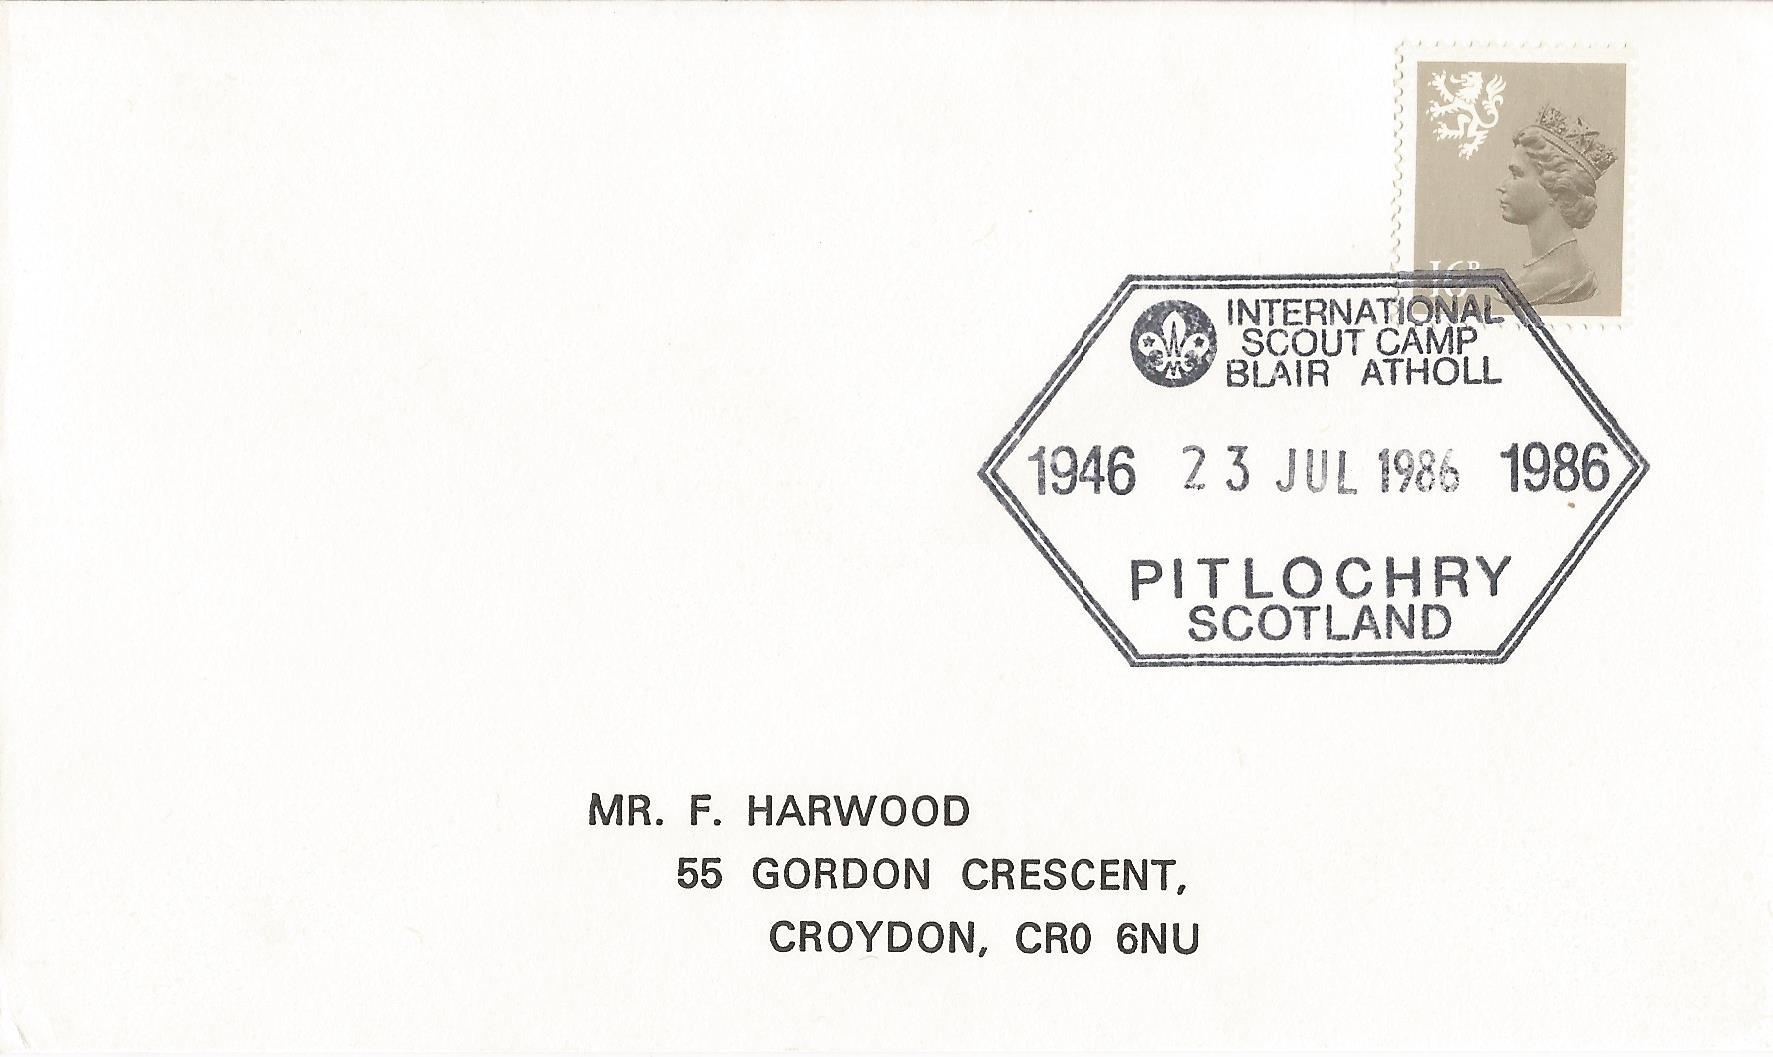 16P
INTERNATIONAL
SCOUT CAMP
BLAIR ATHOLL
1946 23 JUL 1986 1986
PITLOCHRY
SCOTLAND
MR. F. HARWOOD
55 GORDON CRESCENT,
CROYDON, CR0 6NU